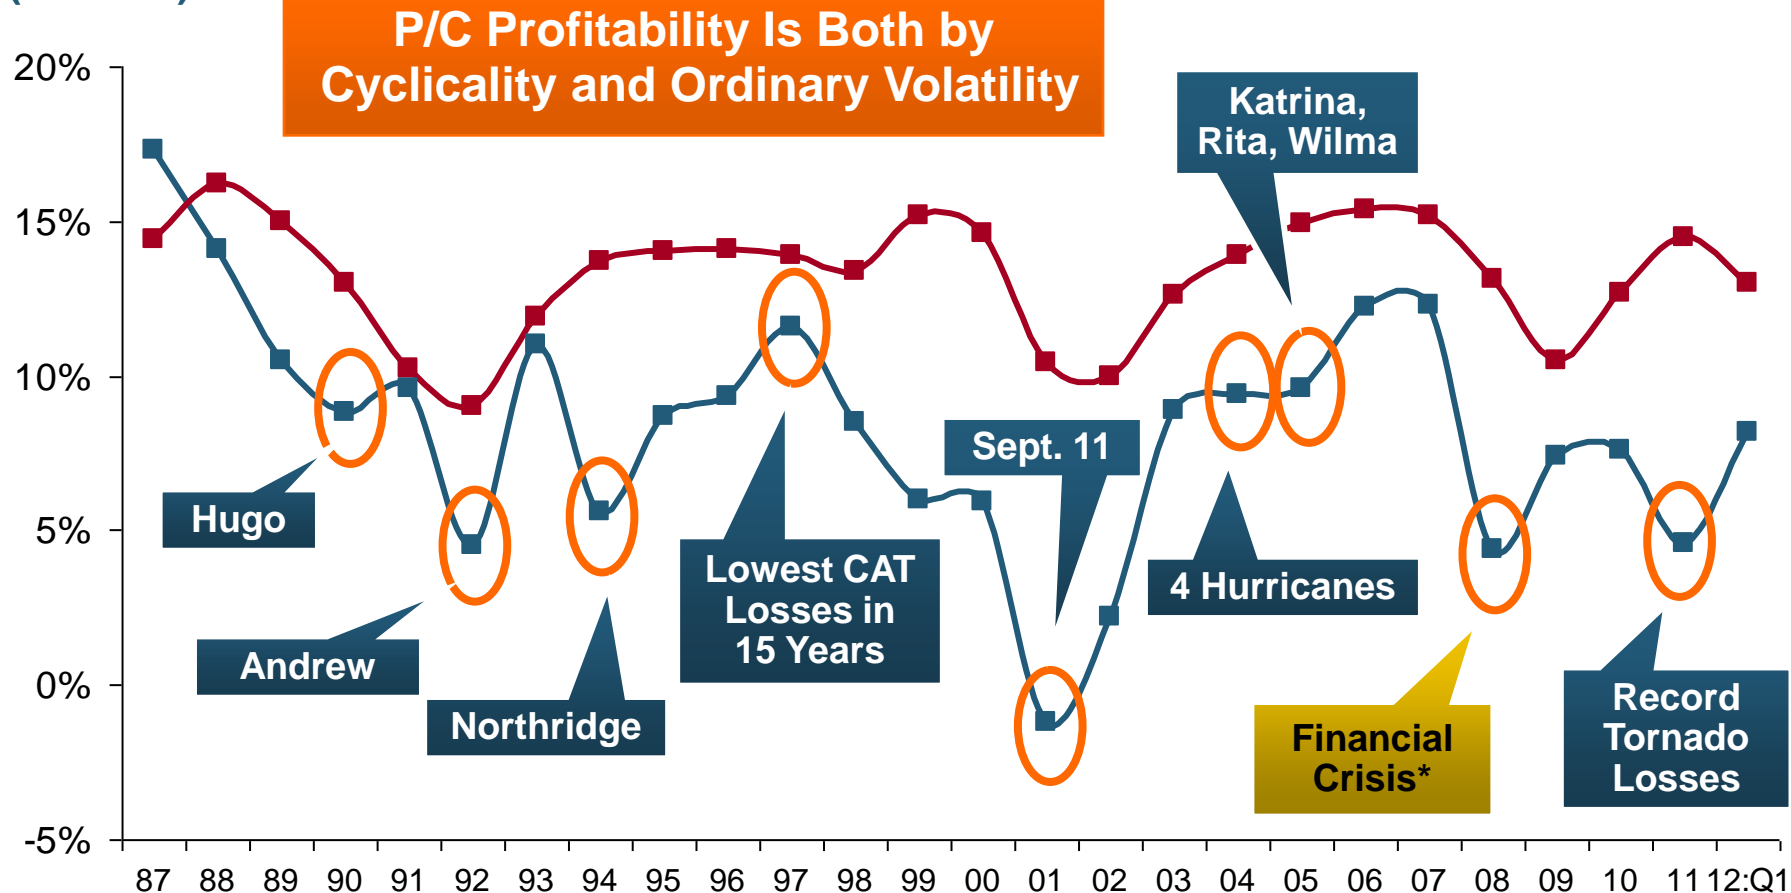 P/C Profitability Is Both by
Cyclicality and Ordinary Volatility
20%
15%
10%
5%
0%
-5%
Katrina,
Rita, Wilma
Sept. 11
Hugo
Lowest CAT
Losses in
15 Years
4 Hurricanes
Andrew
Northridge
Financial
Crisis*
Record
Tornado
Losses
87 88 89 90 91 92 93 94 95 96 97 98 99 00 01 02 03 04 05 06 07 08 09 10 11 12:Q1